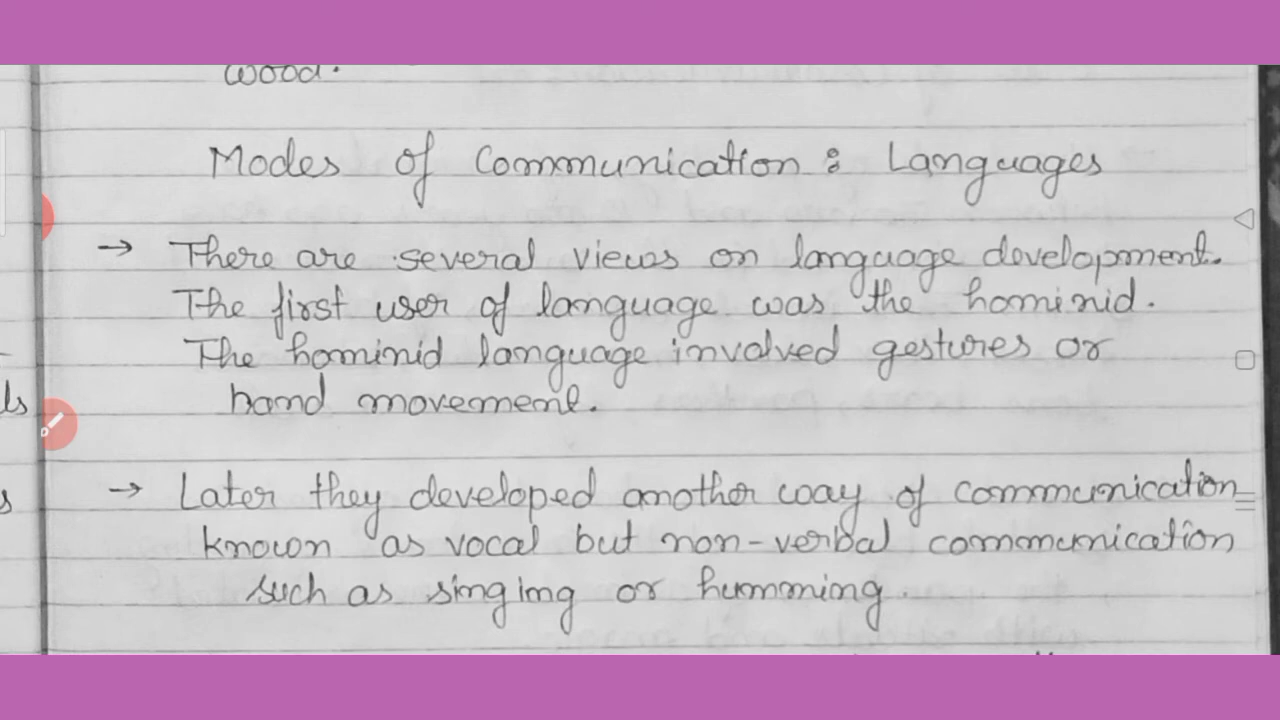 wood.
Modes of Communication : Languages
→ There are several views on language development.
The first user of language was the hominid.
The hominid language involved gestures or
hand movement.
ls
→ Later they developed another way of communication
s
known as vocal but non-verbal communication
such as singing or humming.